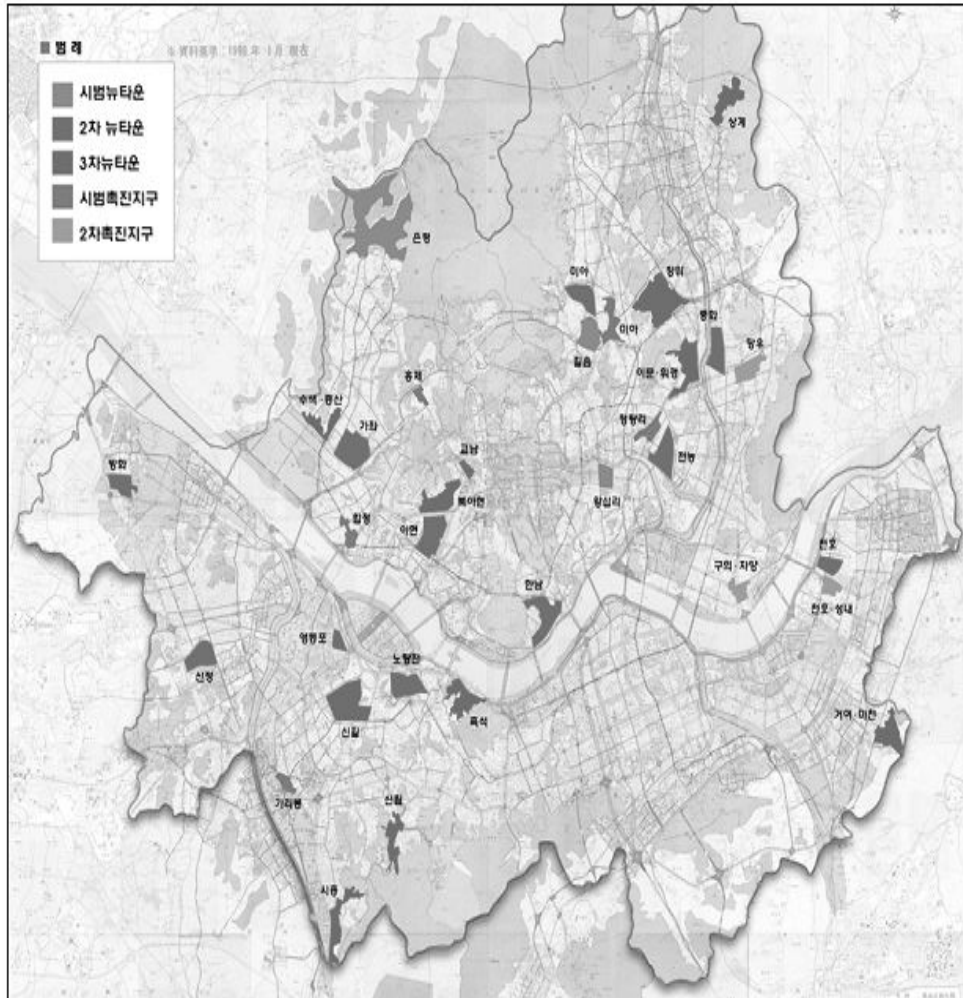 범 례
시범뉴타운
2차 뉴타운
3차뉴타운
시범촉진지구
2차촉진지구
상계
은평
미아
장위
미아
길음
중화
망우
이문·휘경
홍제
수색·증산
가좌
청량리
전농
교남
방화
북아현
왕십리
합정
아현
구의·자양
천호
천호·성내
한남
영등포
노량진
신정
흑석
신길
거여·마천
가리봉
신림
시흥